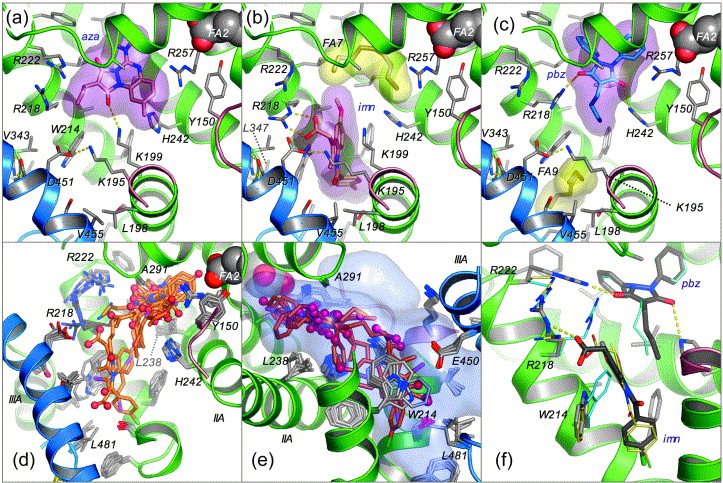 (a)
aza
FA2
R222
R257
R218
Y150
V343
W214
H242
K199
D451
K195
V455
L198
(b)
FA7
FA2
R222
R257
R218
imn
Y150
L347
H242
K199
D451
K195
V455
L198
(c)
FA2
R222
R257
pbz
Y150
R218
V343
H242
D451
FA9
K195
V455
L198
R222
A291
FA2
R218
Y150
L238
H242
IIIA
IIA
L481
(d)
IIIA
A291
L238
E450
IIA
W214
L481
(e)
R222
pbz
R218
W214
imn
(f)